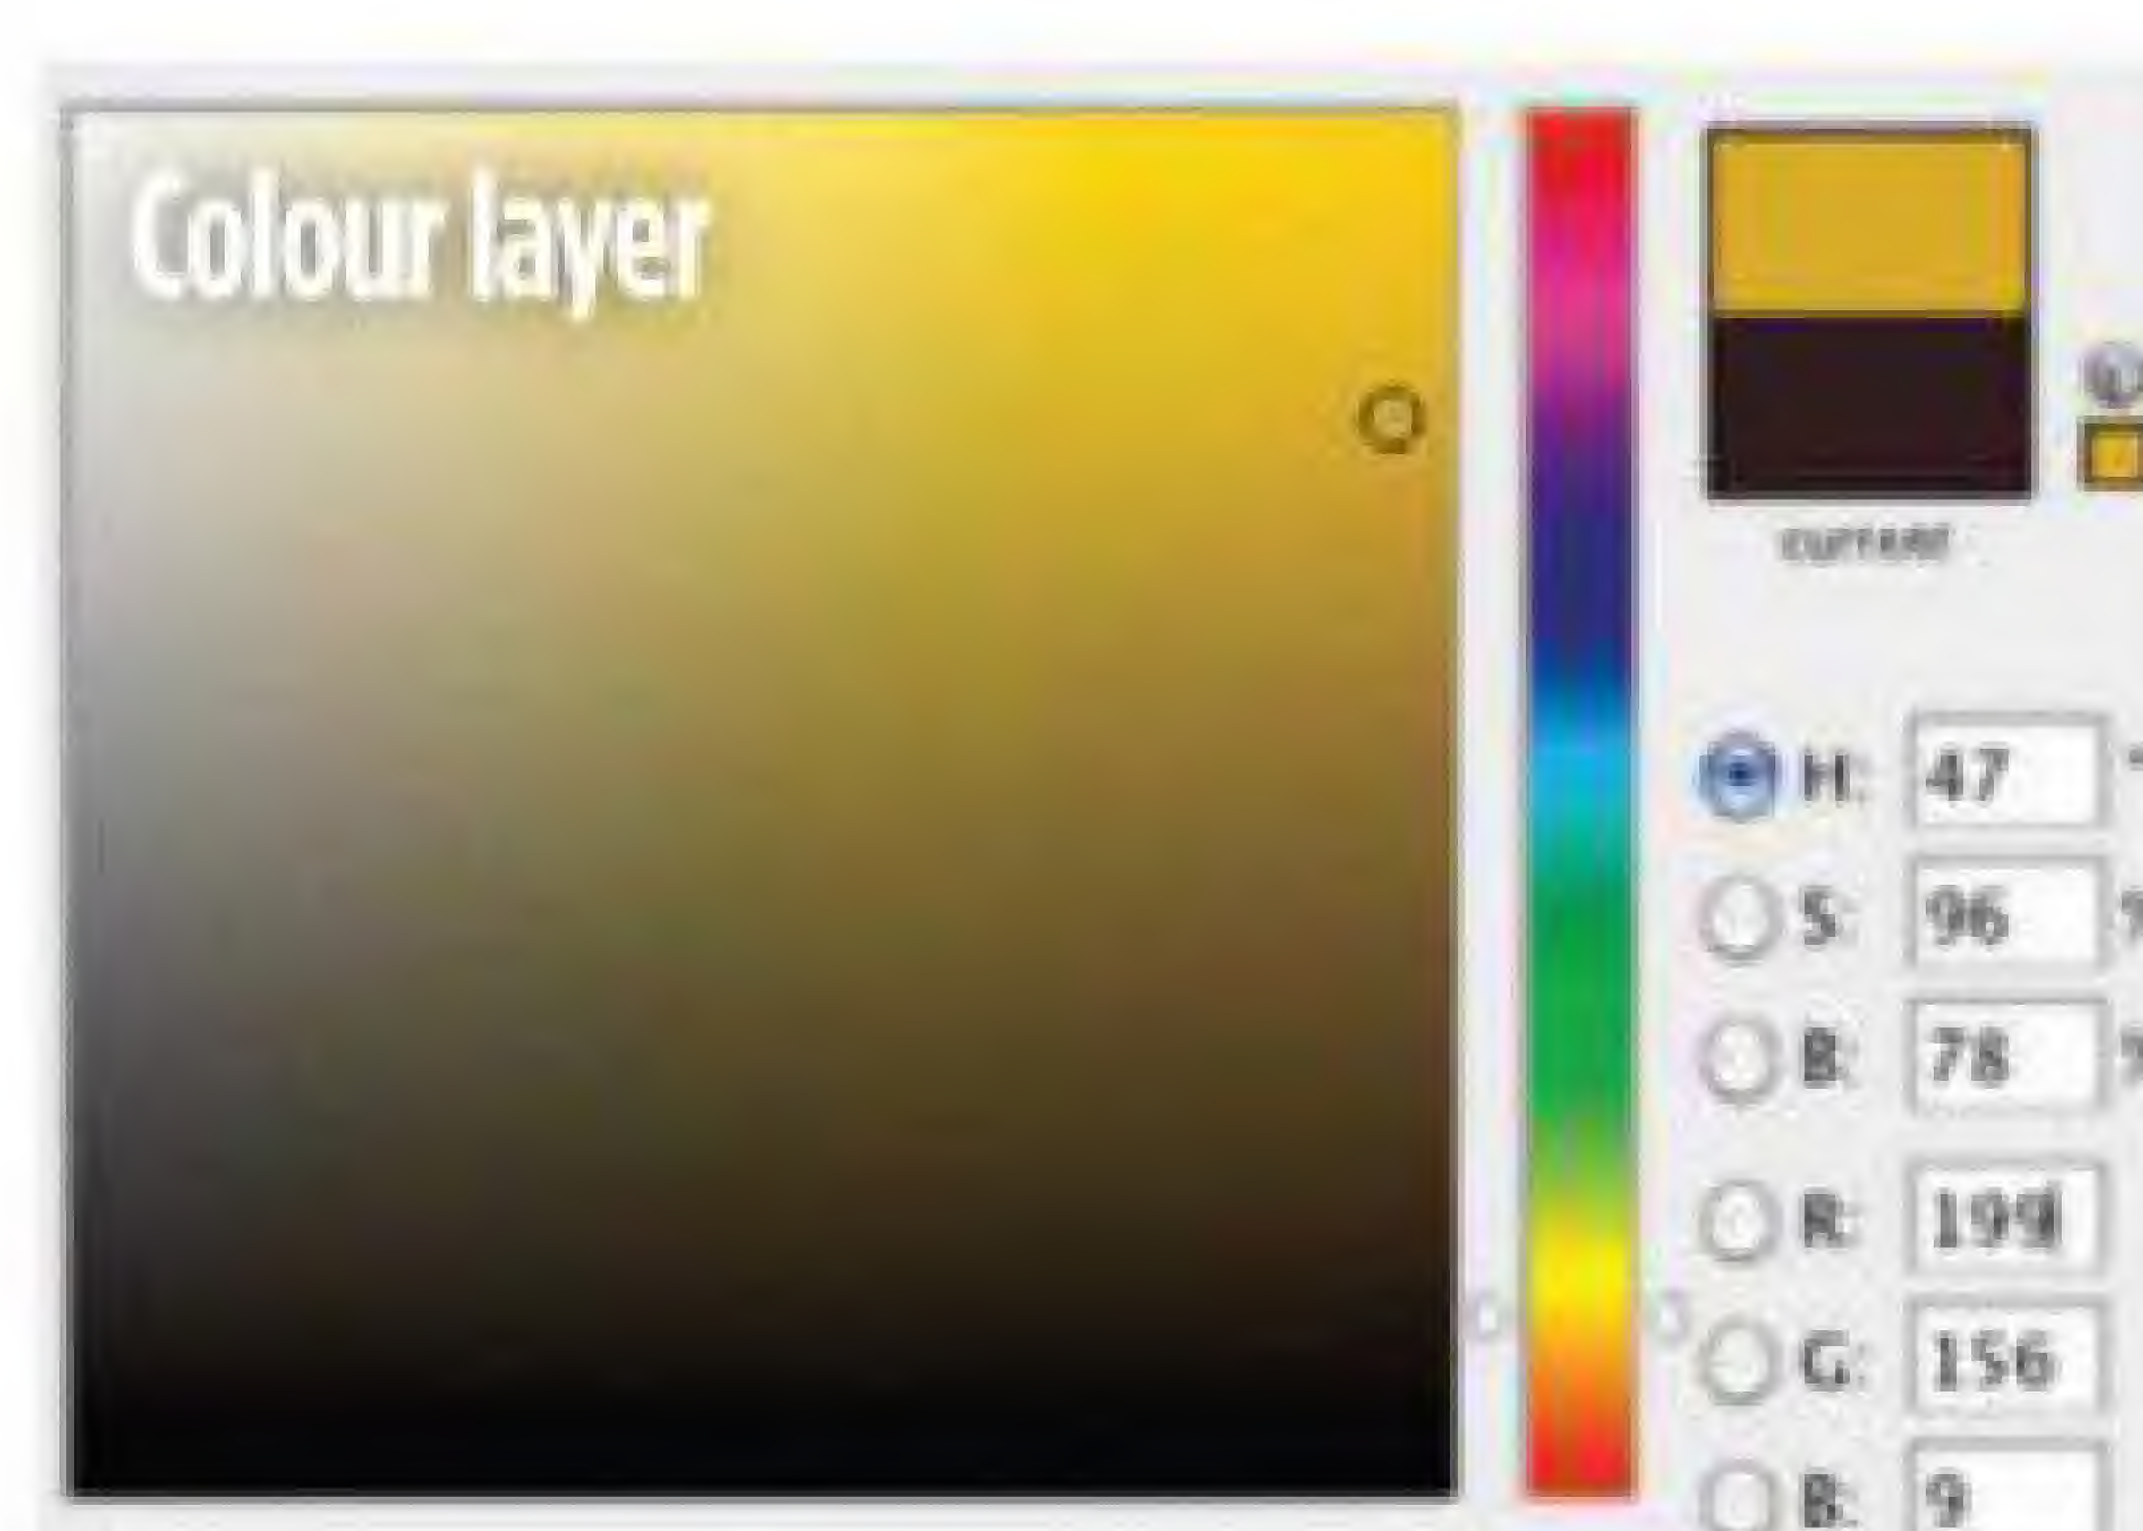 Colour layer
current
H: 47 °
S: 96 %
B: 78 %
R: 199
G: 156
B: 9